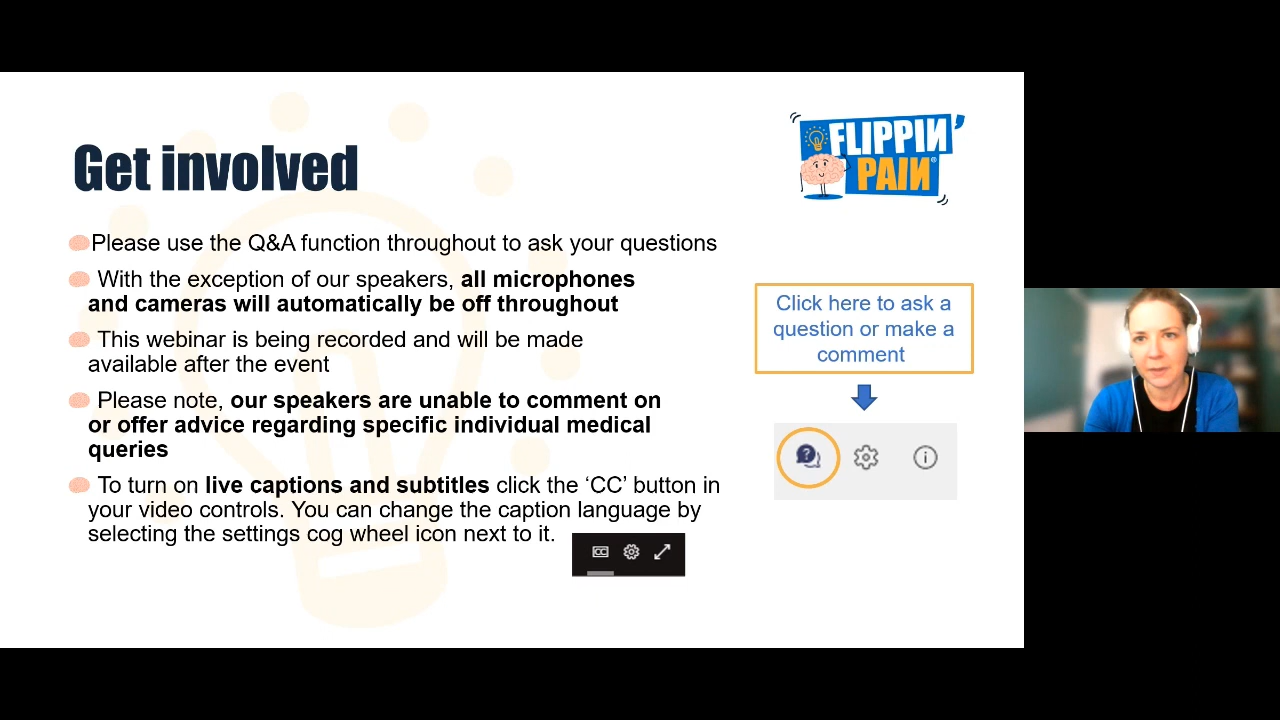 Get involved
FLIPPIN'
PAIN®
Please use the Q&A function throughout to ask your questions
With the exception of our speakers, all microphones
and cameras will automatically be off throughout
This webinar is being recorded and will be made
available after the event
Please note, our speakers are unable to comment on
or offer advice regarding specific individual medical
queries
To turn on live captions and subtitles click the ‘CC’ button in
your video controls. You can change the caption language by
selecting the settings cog wheel icon next to it.
CC
Click here to ask a
question or make a
comment